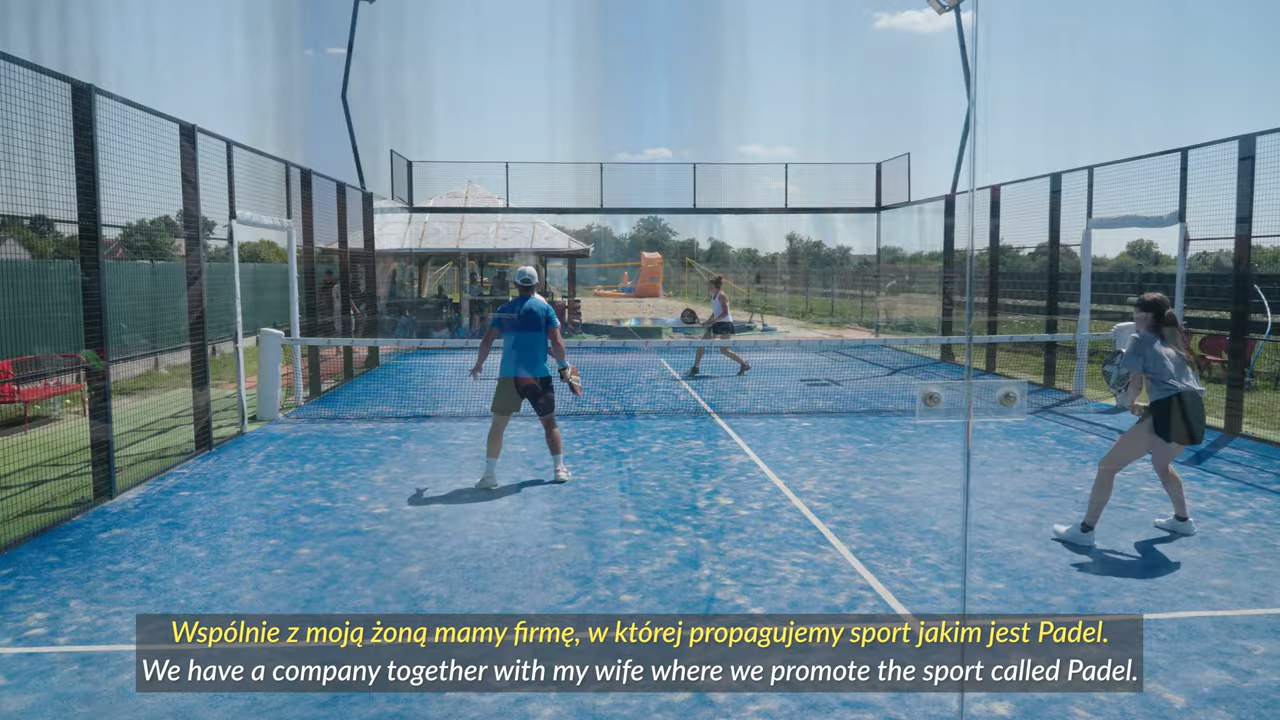 Wspólnie z moją żoną mamy firmę, w której propagujemy sport jakim jest Padel.
We have a company together with my wife where we promote the sport called Padel.